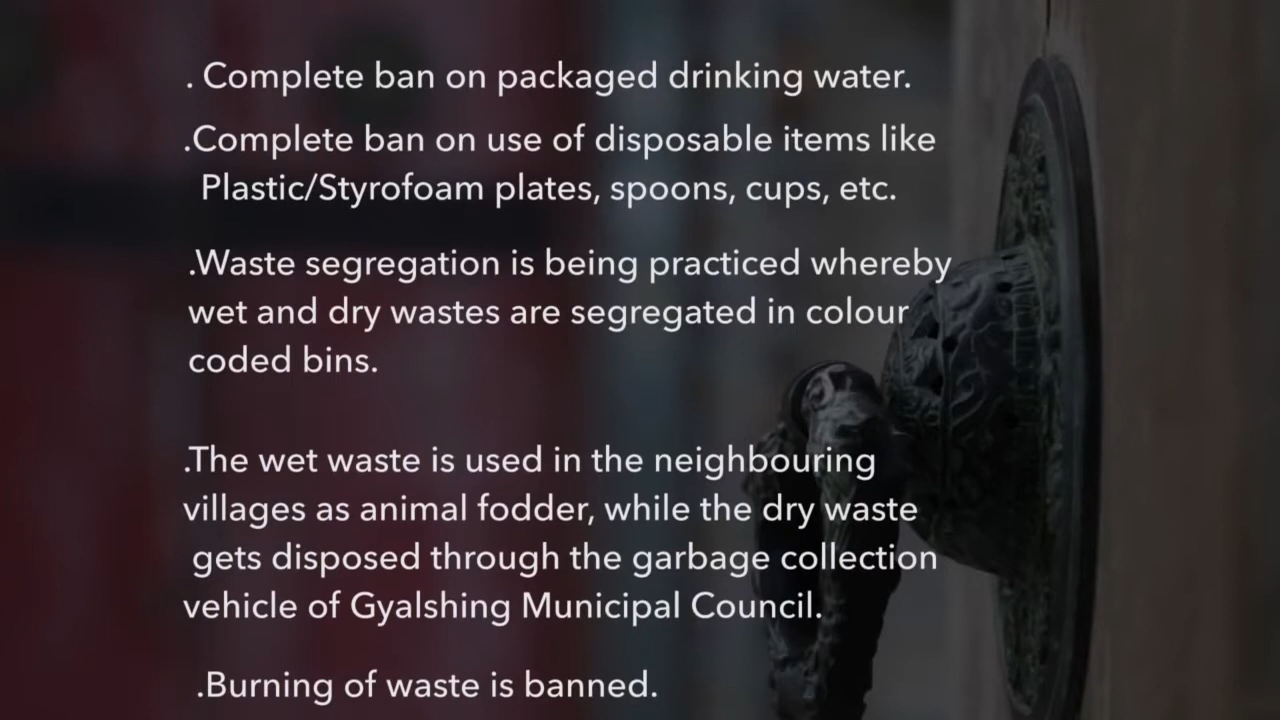 . Complete ban on packaged drinking water.
.Complete ban on use of disposable items like
Plastic/Styrofoam plates, spoons, cups, etc.
.Waste segregation is being practiced whereby
wet and dry wastes are segregated in colour
coded bins.
.The wet waste is used in the neighbouring
villages as animal fodder, while the dry waste
gets disposed through the garbage collection
vehicle of Gyalshing Municipal Council.
.Burning of waste is banned.